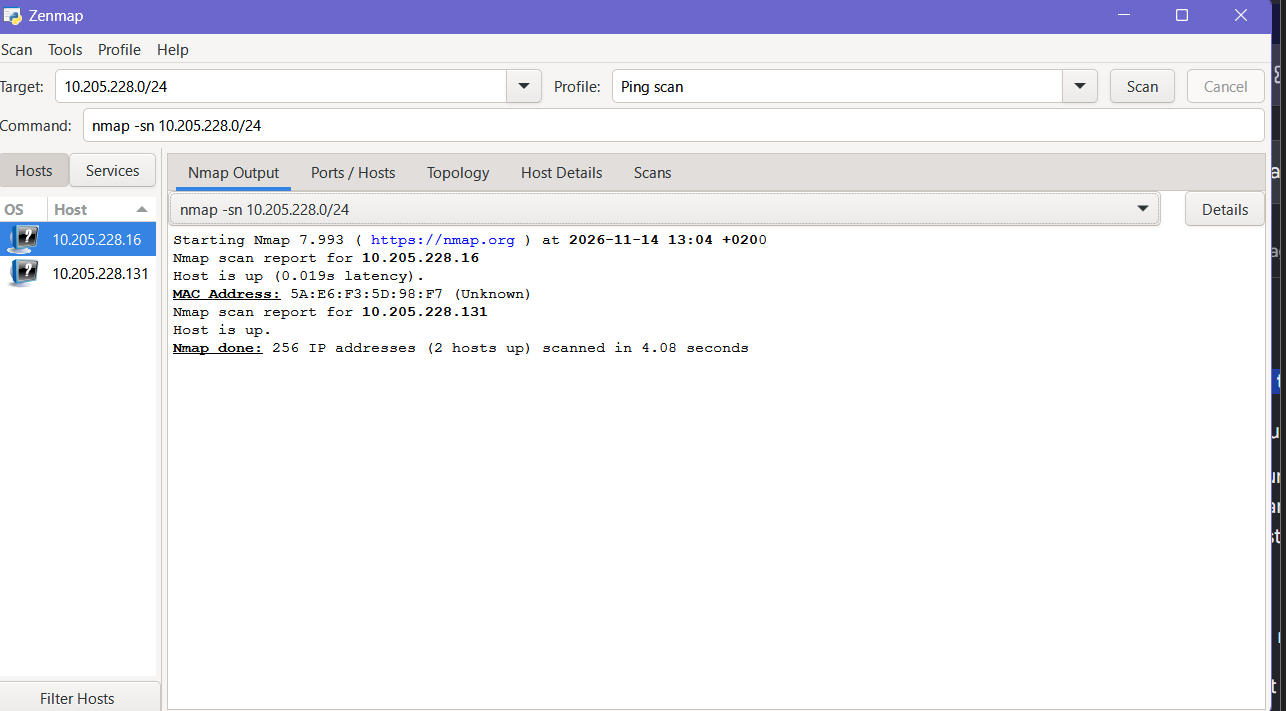 Zenmap
Scan Tools Profile Help
Target: 10.205.228.0/24 Profile: Ping scan Scan Cancel
Command: nmap -sn 10.205.228.0/24
Hosts Services
Nmap Output Ports / Hosts Topology Host Details Scans
OS Host
nmap -sn 10.205.228.0/24 Details
10.205.228.16
10.205.228.131
Starting Nmap 7.993 ( https://nmap.org ) at 2026-11-14 13:04 +0200
Nmap scan report for 10.205.228.16
Host is up (0.019s latency).
MAC Address: 5A:E6:F3:5D:98:F7 (Unknown)
Nmap scan report for 10.205.228.131
Host is up.
Nmap done: 256 IP addresses (2 hosts up) scanned in 4.08 seconds
Filter Hosts